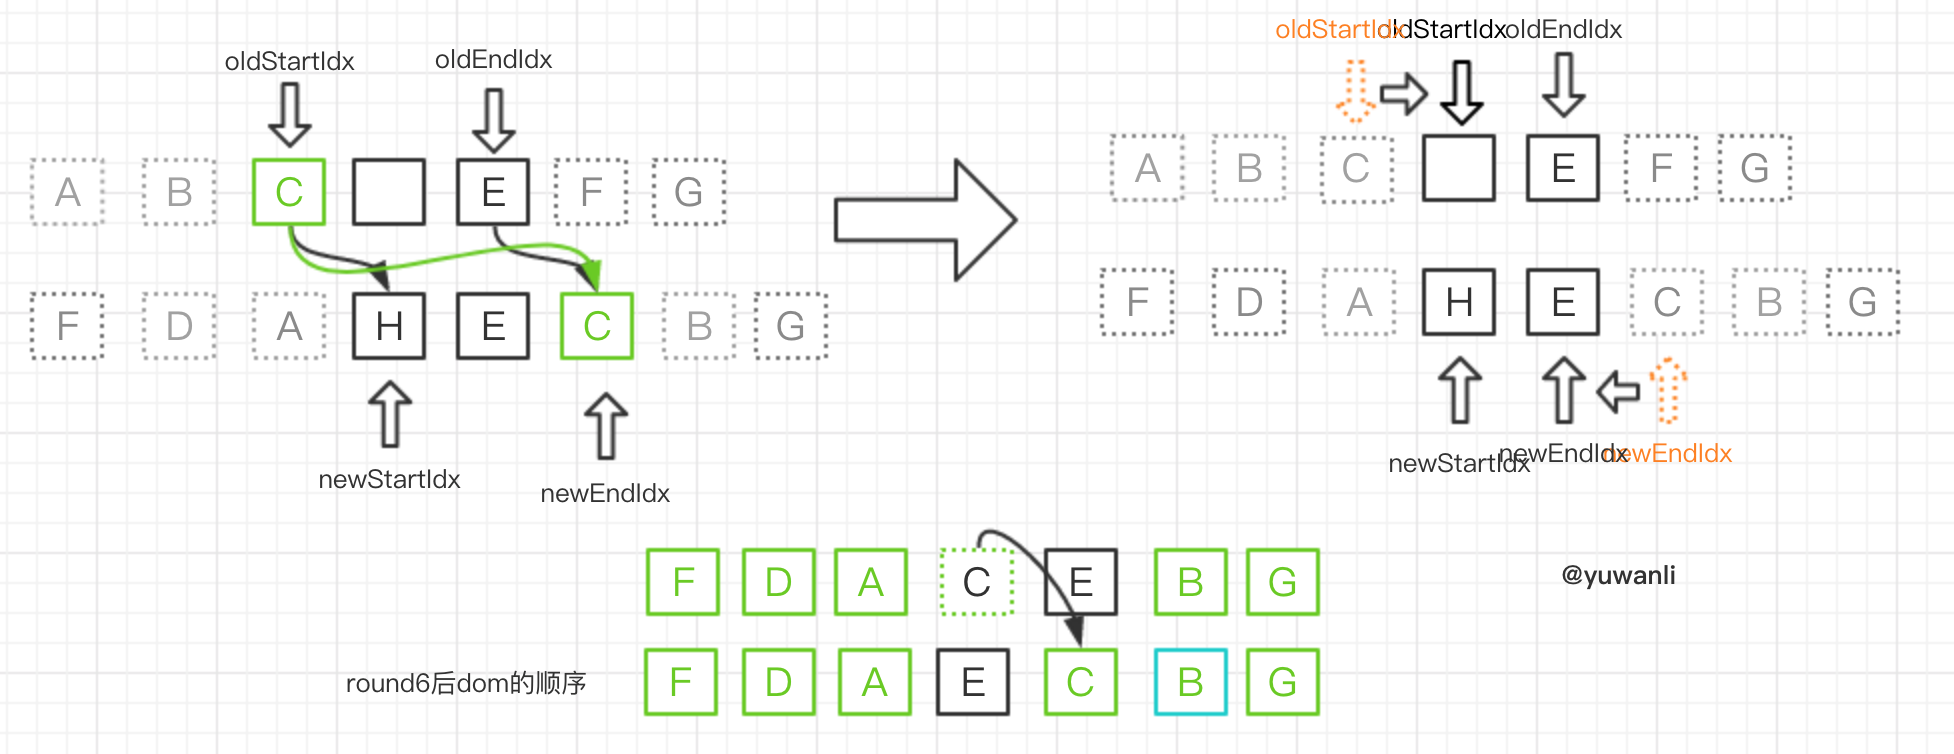 oldStartIdx
oldEndIdx
A B C E F G
F D A H E C B G
newStartIdx
newEndIdx
oldStartIdx
oldStartIdx
oldEndIdx
A B C E F G
F D A H E C B G
newStartIdx
newEndIdx
newEndIdx
F D A C E B G
@yuwanli
round6后dom的顺序
F D A E C B G